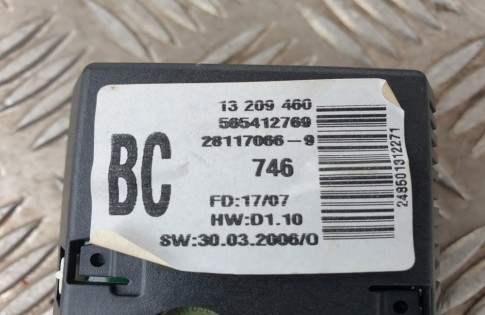 13 209 460
565412769
28117066-9
BC 746
FD:17/07
HW:D1.10
SW:30.03.2006/0
248501312271